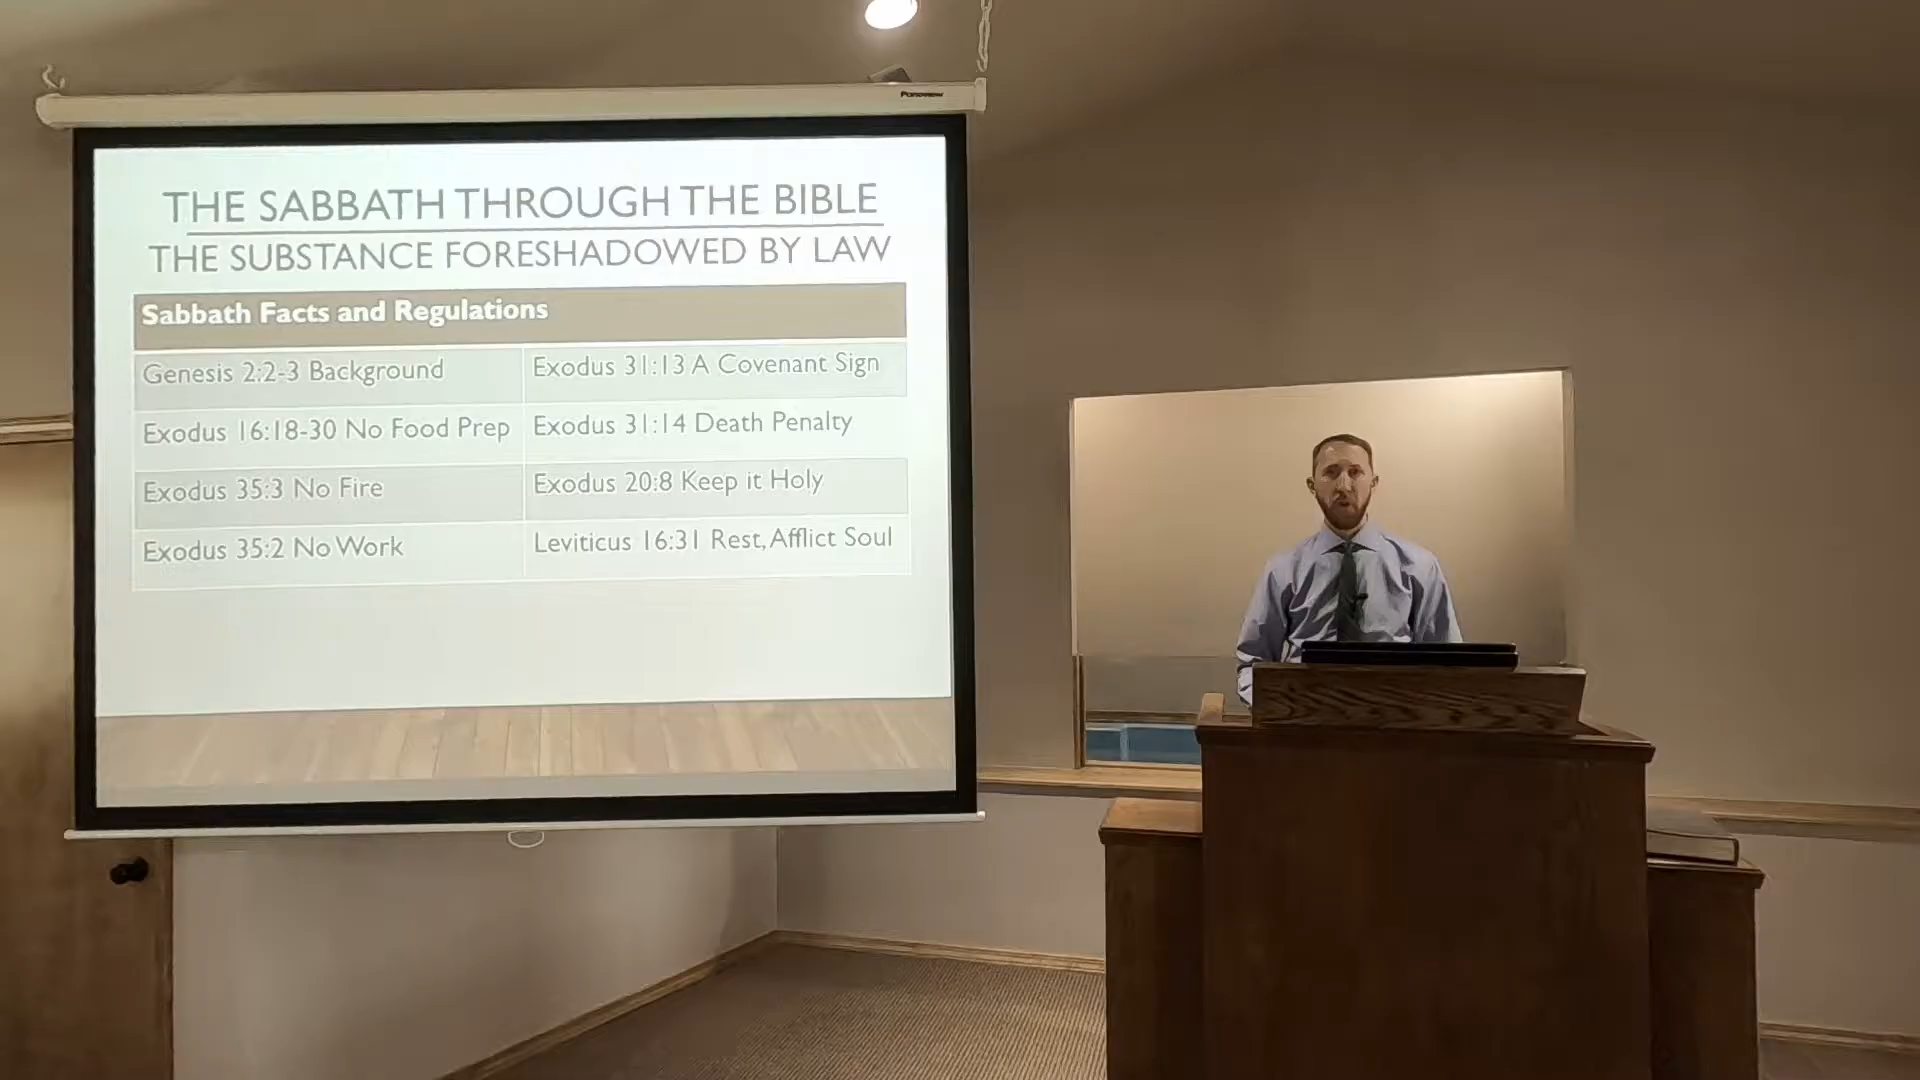 THE SABBATH THROUGH THE BIBLE
THE SUBSTANCE FORESHADOWED BY LAW
Sabbath Facts and Regulations
Genesis 2:2-3 Background
Exodus 31:13 A Covenant Sign
Exodus 16:18-30 No Food Prep
Exodus 31:14 Death Penalty
Exodus 35:3 No Fire
Exodus 20:8 Keep it Holy
Exodus 35:2 No Work
Leviticus 16:31 Rest, Afflict Soul